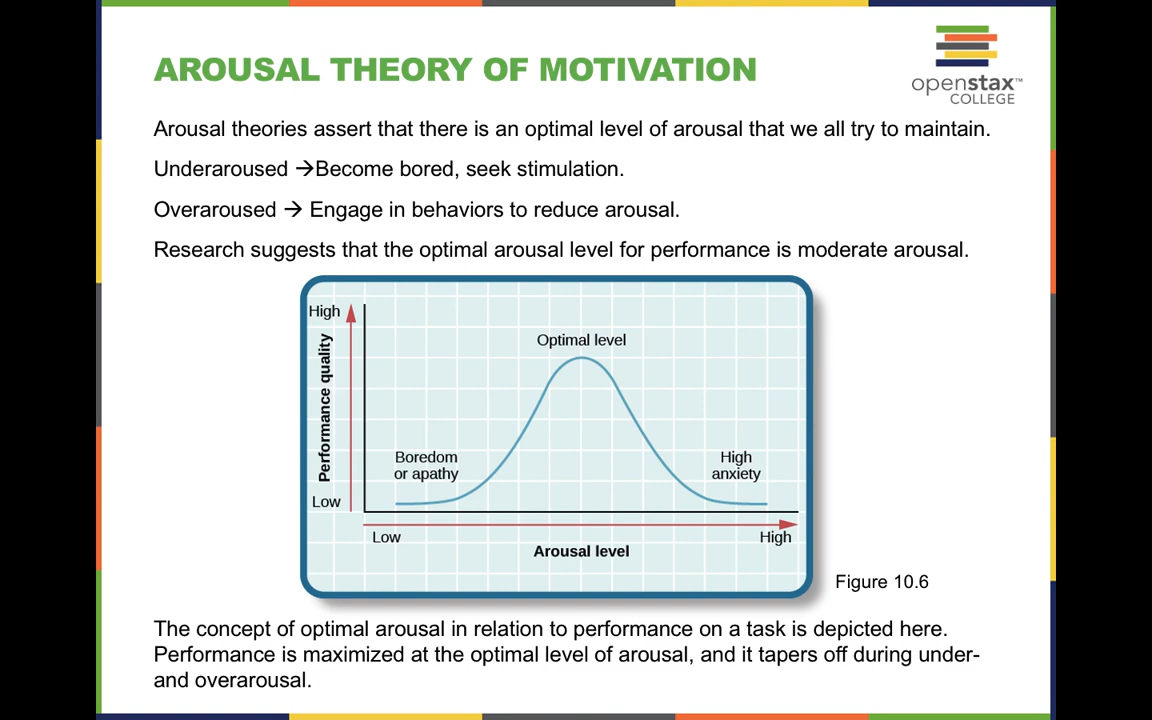 AROUSAL THEORY OF MOTIVATION
openstax™
COLLEGE
Arousal theories assert that there is an optimal level of arousal that we all try to maintain.
Underaroused →Become bored, seek stimulation.
Overaroused → Engage in behaviors to reduce arousal.
Research suggests that the optimal arousal level for performance is moderate arousal.
High
Performance quality
Low
Optimal level
Boredom
or apathy
High
anxiety
Low
High
Arousal level
Figure 10.6
The concept of optimal arousal in relation to performance on a task is depicted here.
Performance is maximized at the optimal level of arousal, and it tapers off during under-
and overarousal.